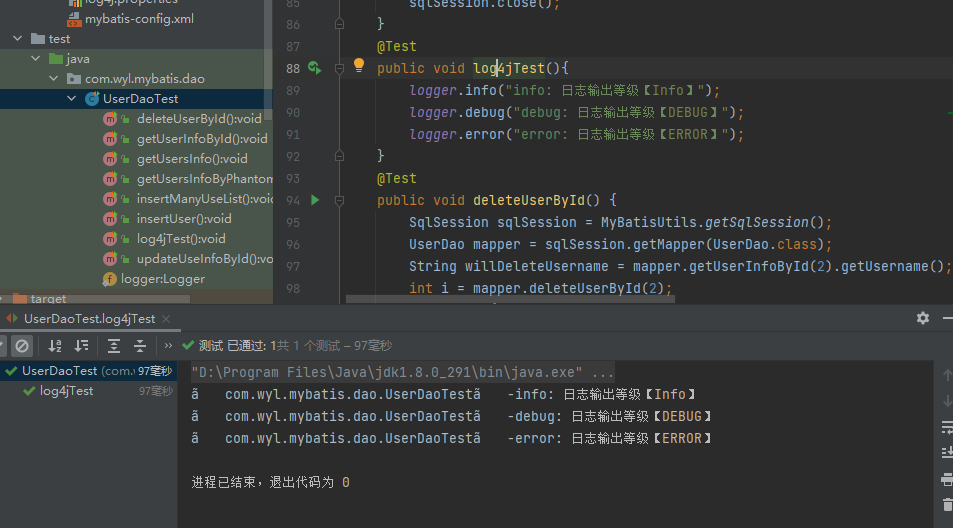 log4j.properties
mybatis-config.xml
test
java
com.wyl.mybatis.dao
UserDaoTest
deleteUserById():void
getUserInfoById():void
getUsersInfo():void
getUsersInfoByPhantom
insertManyUseList():void
insertUser():void
log4jTest():void
updateUseInfoById():vo
logger:Logger
target
85 sqlSession.close();
86 }
87 @Test
88 public void log4jTest(){
89 logger.info("info: 日志输出等级【Info】");
90 logger.debug("debug: 日志输出等级【DEBUG】");
91 logger.error("error: 日志输出等级【ERROR】");
92 }
93 @Test
94 public void deleteUserById() {
95 SqlSession sqlSession = MyBatisUtils.getSqlSession();
96 UserDao mapper = sqlSession.getMapper(UserDao.class);
97 String willDeleteUsername = mapper.getUserInfoById(2).getUsername();
98 int i = mapper.deleteUserById(2);
UserDaoTest.log4jTest ×
» 测试 已通过: 1共 1 个测试 – 97毫秒
UserDaoTest (com.w 97毫秒
log4jTest 97毫秒
"D:\Program Files\Java\jdk1.8.0_291\bin\java.exe" ...
ã com.wyl.mybatis.dao.UserDaoTestã -info: 日志输出等级【Info】
ã com.wyl.mybatis.dao.UserDaoTestã -debug: 日志输出等级【DEBUG】
ã com.wyl.mybatis.dao.UserDaoTestã -error: 日志输出等级【ERROR】
进程已结束，退出代码为 0